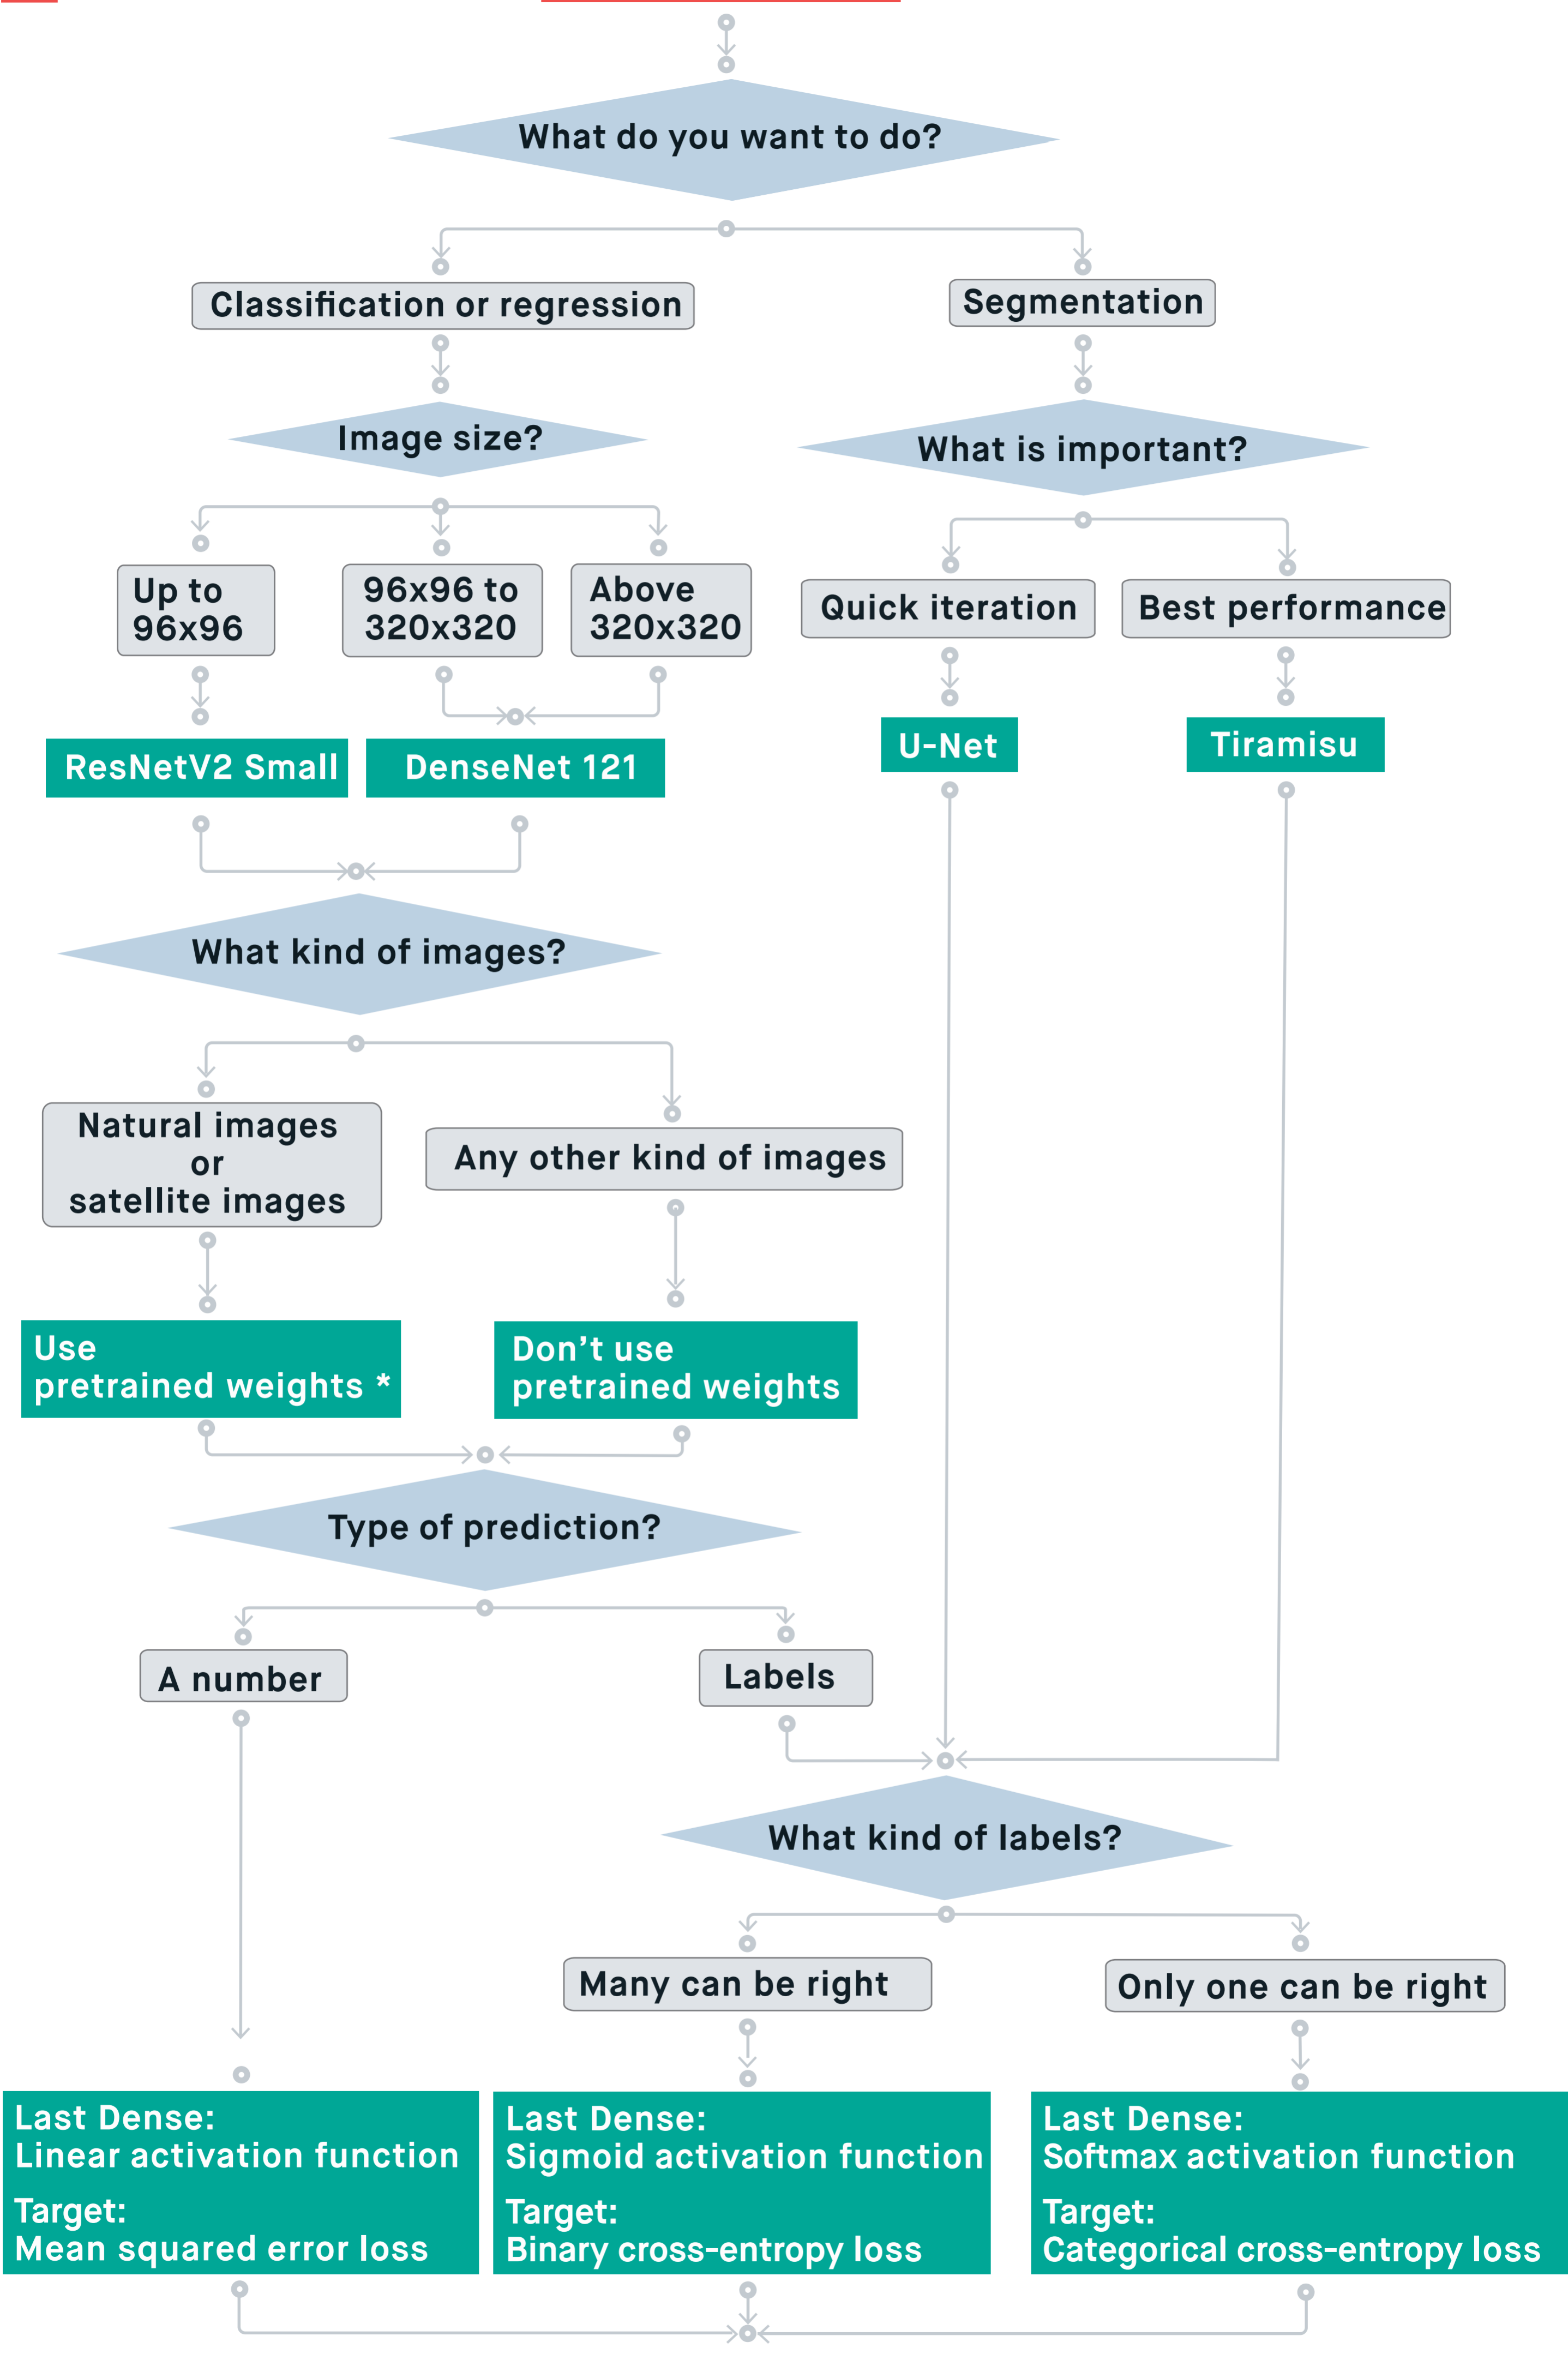 What do you want to do?
Classification or regression
Segmentation
Image size?
What is important?
Up to
96x96
96x96 to
320x320
Above
320x320
Quick iteration
Best performance
ResNetV2 Small
DenseNet 121
U-Net
Tiramisu
What kind of images?
Natural images
or
satellite images
Any other kind of images
Use
pretrained weights *
Don't use
pretrained weights
Type of prediction?
A number
Labels
What kind of labels?
Many can be right
Only one can be right
Last Dense:
Linear activation function
Target:
Mean squared error loss
Last Dense:
Sigmoid activation function
Target:
Binary cross-entropy loss
Last Dense:
Softmax activation function
Target:
Categorical cross-entropy loss